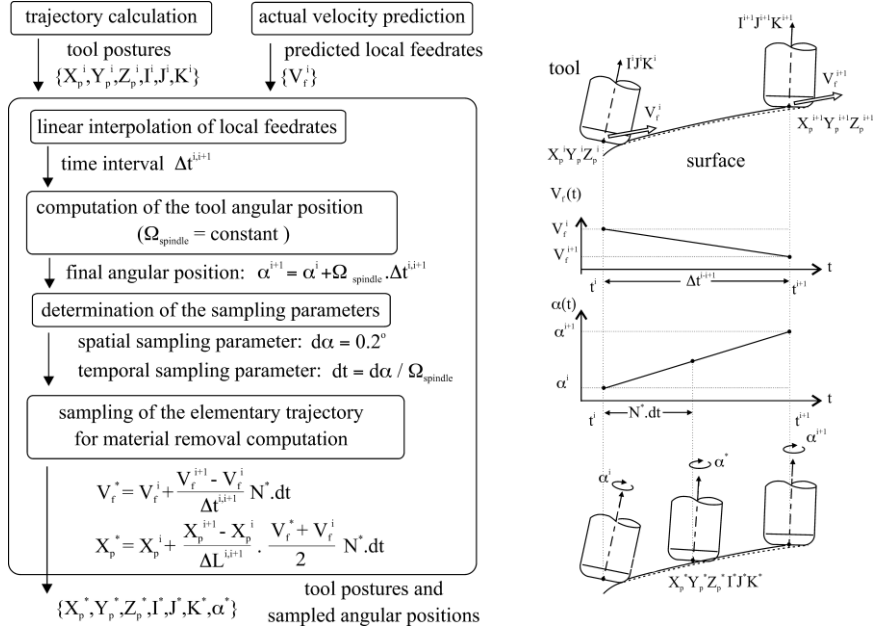 trajectory calculation
actual velocity prediction
tool postures
{X_p^i,Y_p^i,Z_p^i,I^i,J^i,K^i}
predicted local feedrates
{V_f^i}
linear interpolation of local feedrates
time interval Δt^{i,i+1}
computation of the tool angular position
(Ω_spindle = constant )
final angular position: α^{i+1} = α^i + Ω_spindle . Δt^{i,i+1}
determination of the sampling parameters
spatial sampling parameter: dα = 0.2°
temporal sampling parameter: dt = dα / Ω_spindle
sampling of the elementary trajectory
for material removal computation
V_f^* = V_f^i + (V_f^{i+1} - V_f^i)/Δt^{i,i+1} N^*.dt
X_p^* = X_p^i + (X_p^{i+1} - X_p^i)/ΔL^{i,i+1} . (V_f^* + V_f^i)/2 N^*.dt
{X_p^*,Y_p^*,Z_p^*,I^*,J^*,K^*,α^*}
tool postures and
sampled angular positions
I^{i+1}J^{i+1}K^{i+1}
tool
I^iJ^iK^i
V_f^{i+1}
V_f^i
X_p^{i+1}Y_p^{i+1}Z_p^{i+1}
X_p^iY_p^iZ_p^i
surface
V_f(t)
V_f^i
V_f^{i+1}
t
t^i
Δt^{i-i+1}
t^{i+1}
α(t)
α^{i+1}
α^i
t
t^i
N^*.dt
t^{i+1}
α^{i+1}
α^*
α^i
X_p^*Y_p^*Z_p^*I^*J^*K^*